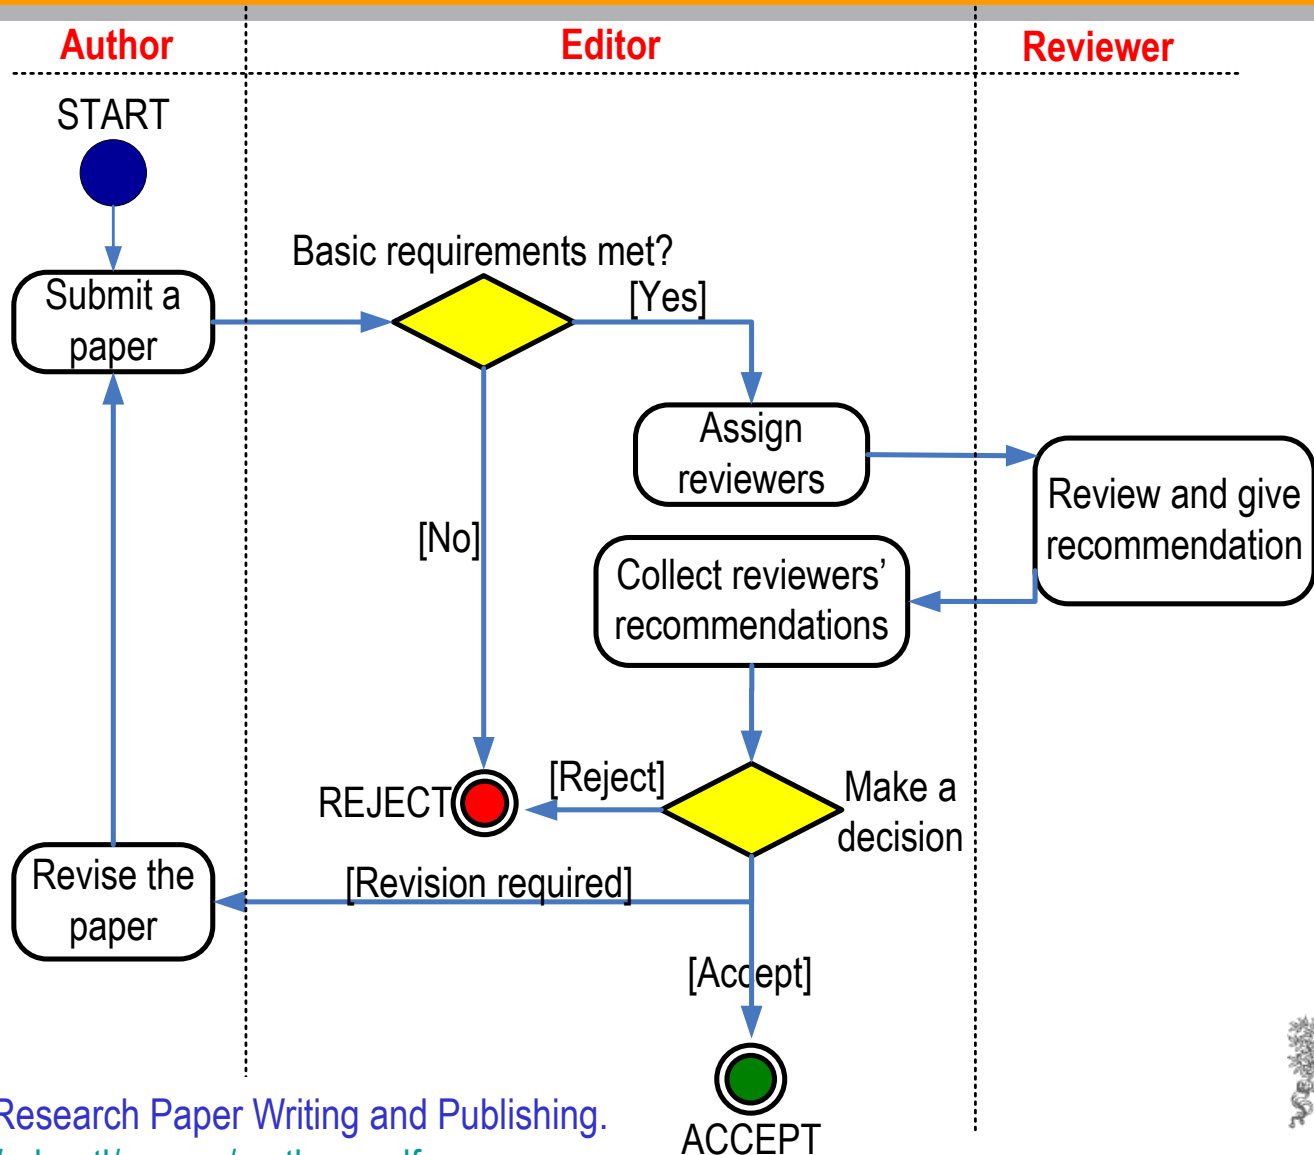 Author
Editor
Reviewer
START
Basic requirements met?
[Yes]
Submit a
paper
Assign
reviewers
Review and give
recommendation
[No]
Collect reviewers’
recommendations
REJECT
[Reject]
Make a
decision
Revise the
paper
[Revision required]
[Accept]
ACCEPT
Research Paper Writing and Publishing.